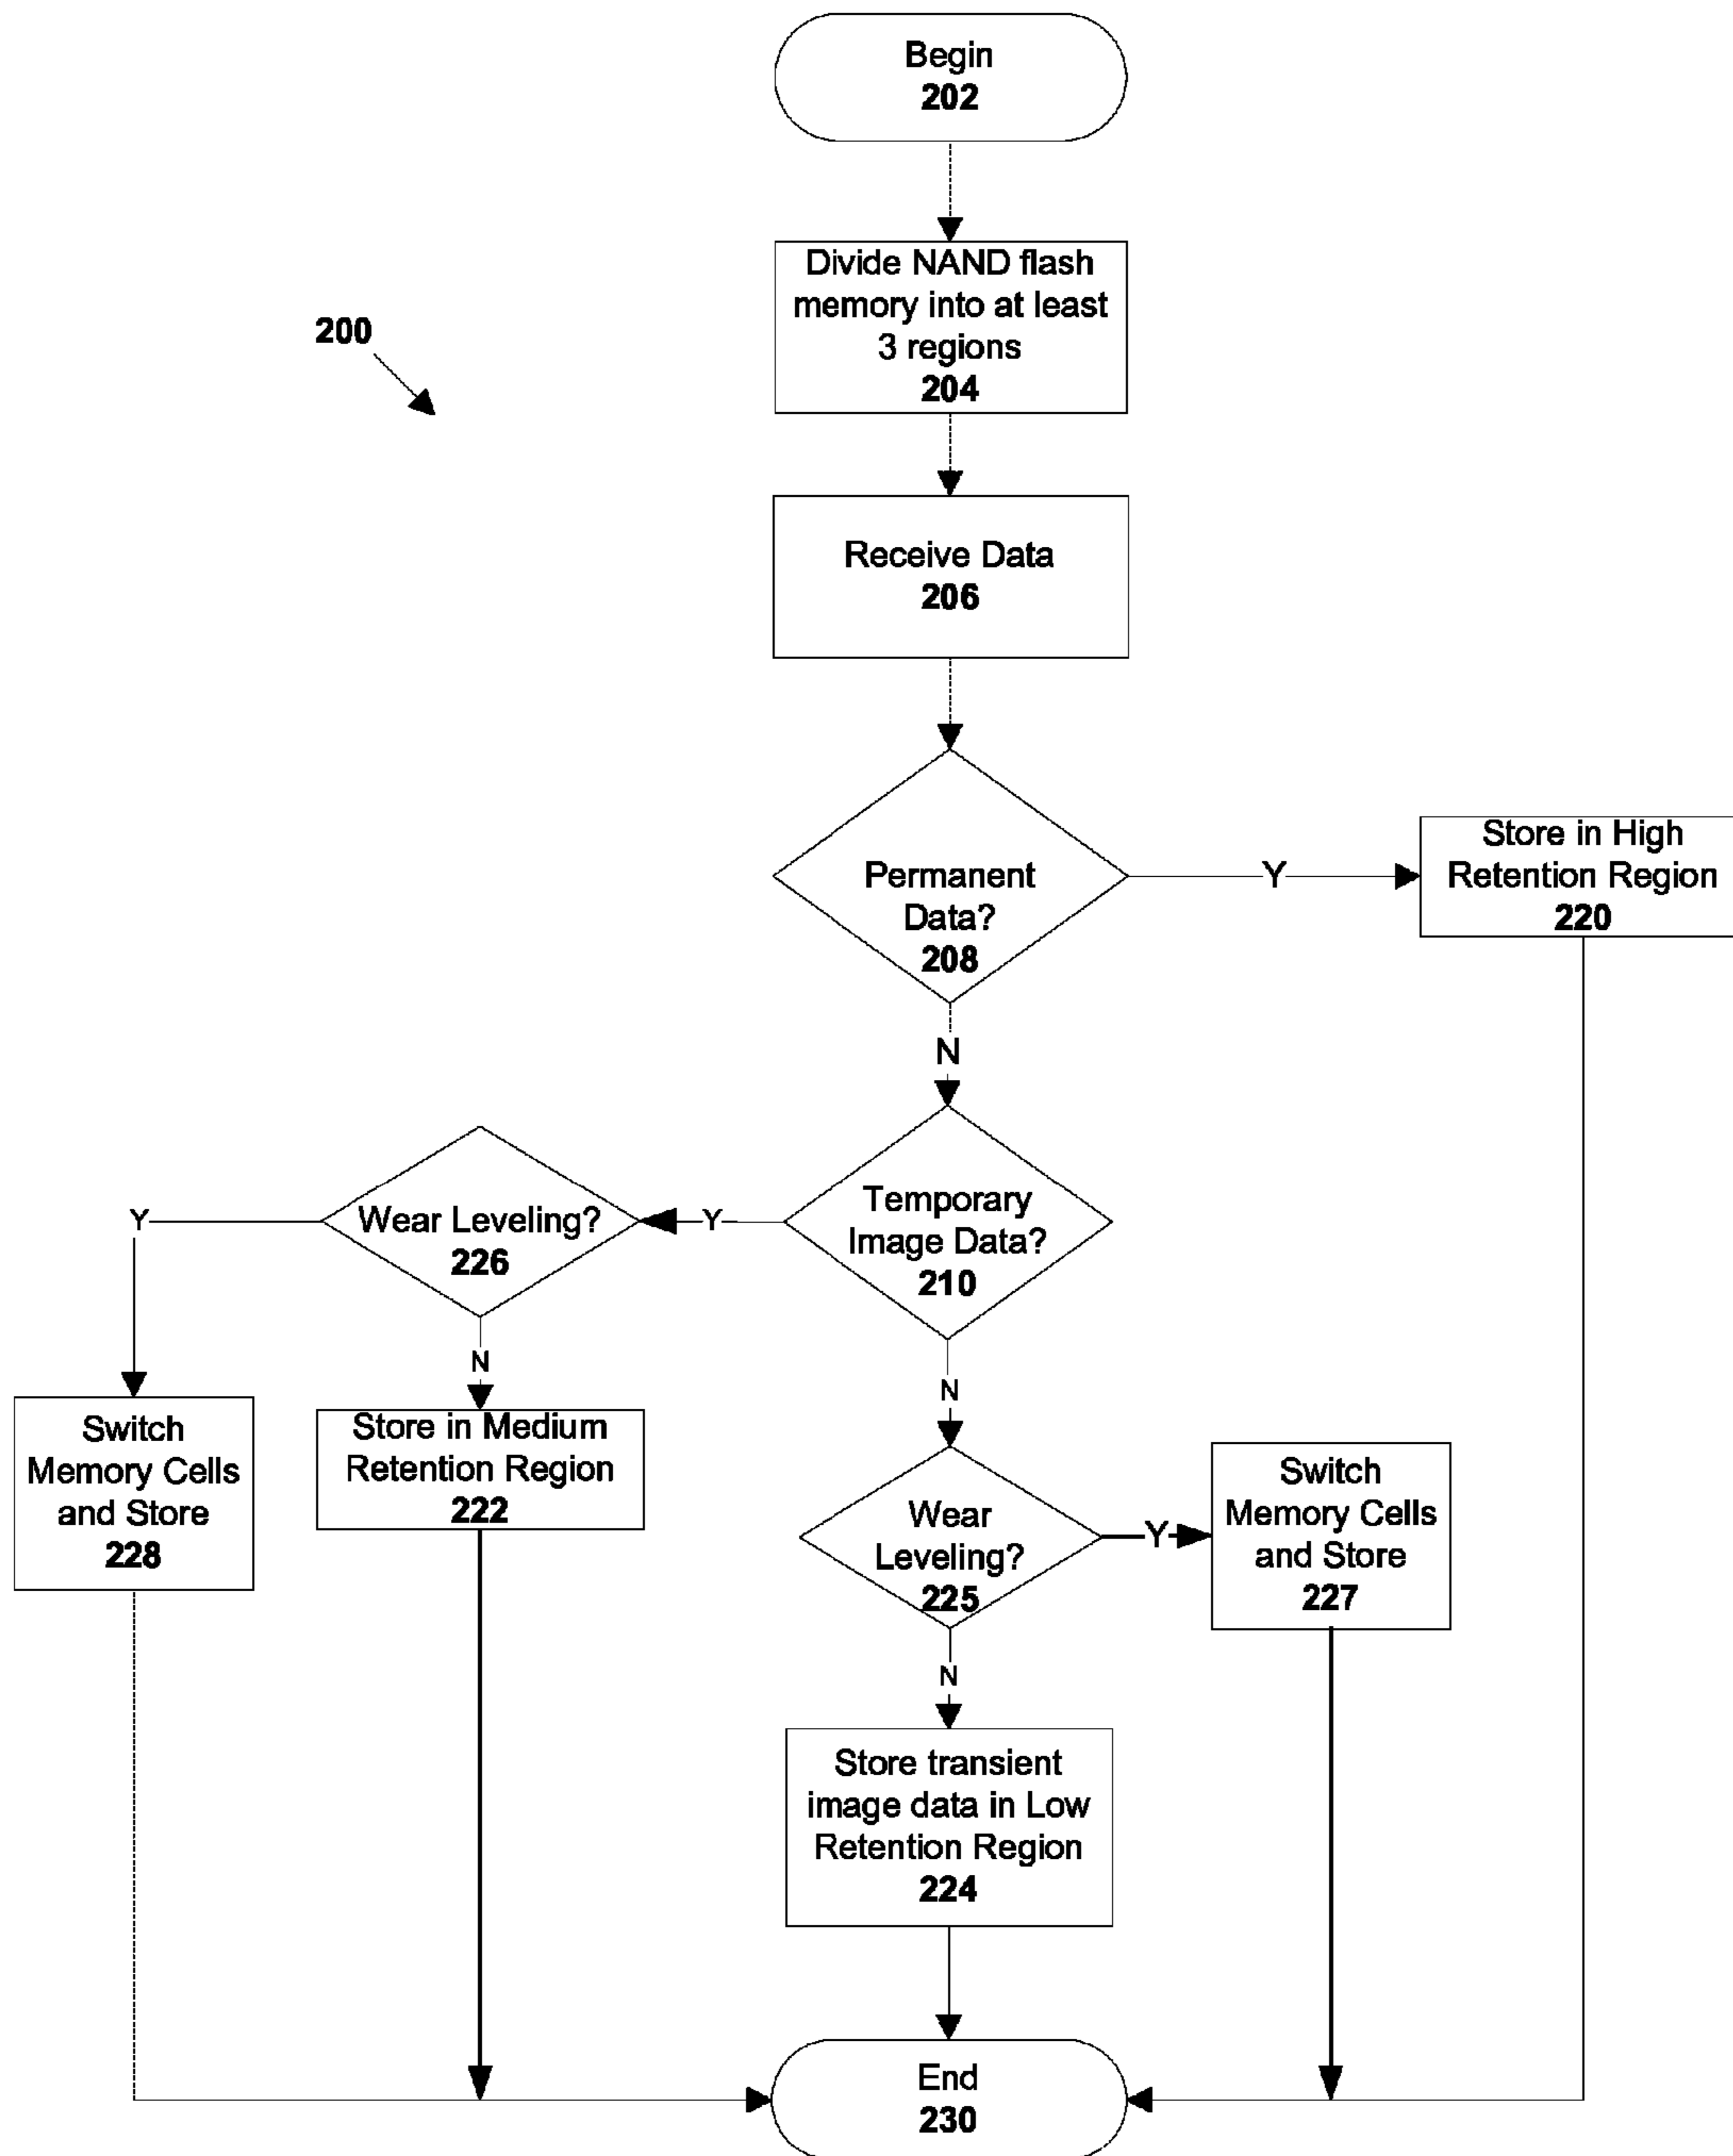 Begin
202
Divide NAND flash
memory into at least
3 regions
204
200
Receive Data
206
Permanent
Data?
208
Y
Store in High
Retention Region
220
N
Temporary
Image Data?
210
Y
Wear Leveling?
226
Y
N
N
Switch
Memory Cells
and Store
228
Store in Medium
Retention Region
222
Wear
Leveling?
225
Y
Switch
Memory Cells
and Store
227
N
Store transient
image data in Low
Retention Region
224
End
230